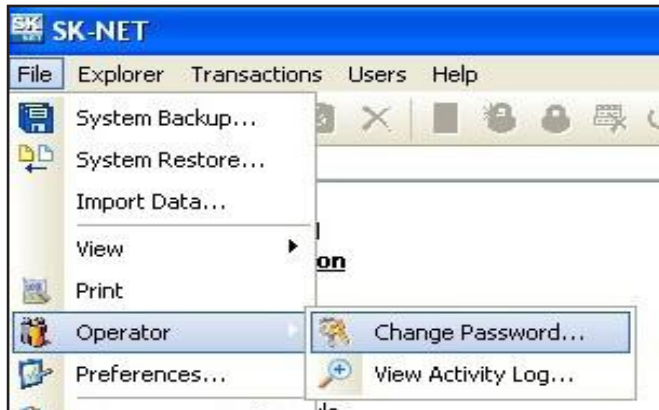 SK-NET
File Explorer Transactions Users Help
System Backup...
System Restore...
Import Data...
View
on
Print
Operator
Change Password...
Preferences...
View Activity Log...